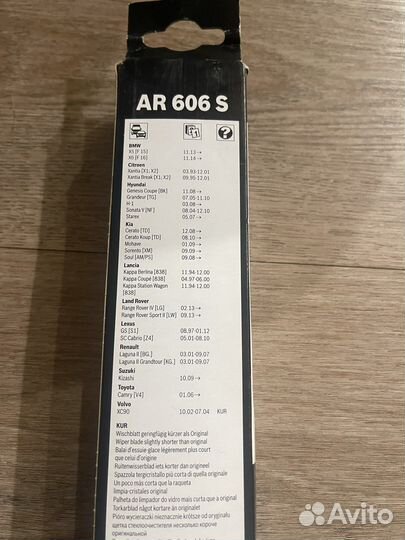 AR 606 S
BMW
X5 [F 15] 11.13→
X6 [F 16] 11.14→
Citroen
Xantia [X1; X2] 03.93-12.01
Xantia Break [X1; X2] 09.95-12.01
Hyundai
Genesis Coupe [BK] 11.08→
Grandeur [TG] 07.05-11.10
H-1 03.08→
Sonata V [NF] 08.04-12.10
Starex 05.07→
Kia
Cerato [TD] 12.08→
Cerato Koup [TD] 08.10→
Mohave 01.09→
Sorento [XM] 09.09→
Soul [AM/PS] 09.08→
Lancia
Kappa Berlina [838] 11.94-12.00
Kappa Coupé [838] 04.97-06.00
Kappa Station Wagon 11.94-12.00
[838]
Land Rover
Range Rover IV [LG] 02.13→
Range Rover Sport II [LW] 09.13→
Lexus
GS [S1] 08.97-01.12
SC Cabrio [Z4] 05.01-08.10
Renault
Laguna II [BG.] 03.01-09.07
Laguna II Grandtour [KG.] 03.01-09.07
Suzuki
Kizashi 10.09→
Toyota
Camry [V4] 01.06→
Volvo
XC90 10.02-07.04 KUR
KUR
Wischblatt geringfügig kürzer als Original
Wiper blade slightly shorter than original
Balai d'essuie glace légèrement plus court
que celui d'origine
Ruitenwisserblad iets korter dan origineel
Spazzola tergicristallo più corta di quella originale
Un poco más corta que la raqueta
limpia-cristales original
Palheta do limpador do vidro mais curta que a original
Torkarblad något kortare än originalet
Pióro wycieraczki nieznacznie krótsze od oryginału
щетка стеклоочистителя несколько короче
оригинальной
Avito